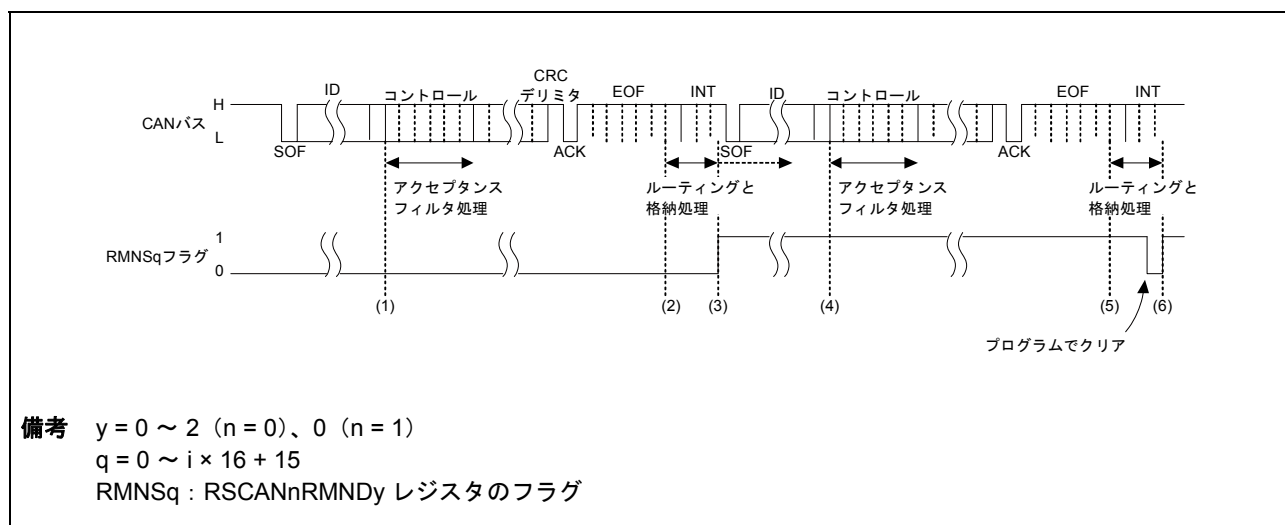 CRC
ID コントロール デリミタ EOF INT ID コントロール EOF INT
H
CANバス
L
SOF ACK SOF ACK
アクセプタンス
フィルタ処理
ルーティングと
格納処理
アクセプタンス
フィルタ処理
ルーティングと
格納処理
1
RMNSqフラグ
0
(1) (2) (3) (4) (5) (6)
プログラムでクリア
備考 y = 0 ～ 2（n = 0）、0（n = 1）
q = 0 ～ i × 16 + 15
RMNSq：RSCANnRMNDy レジスタのフラグ